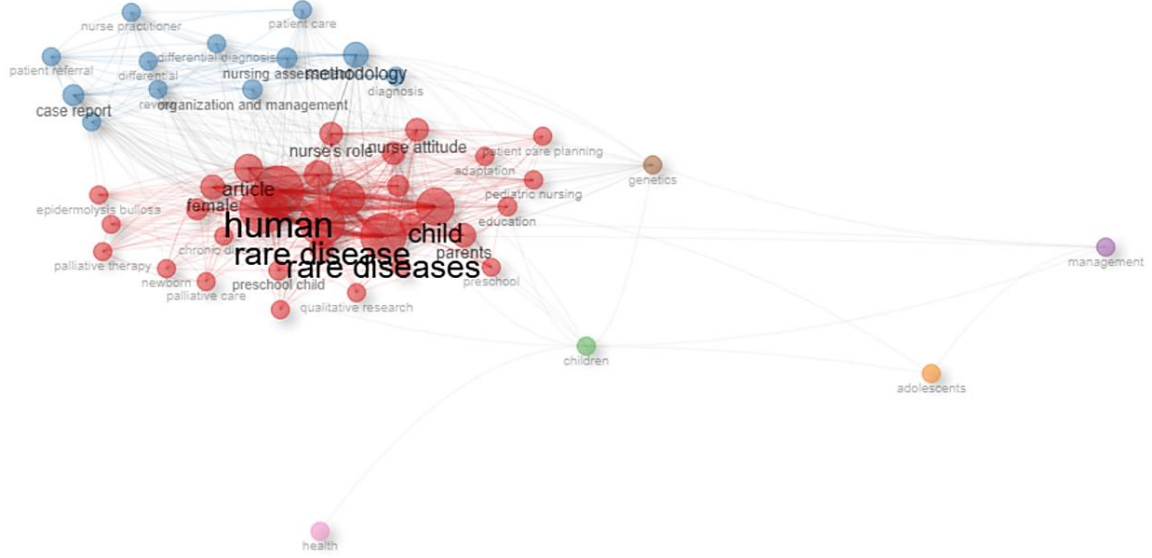 nurse practitioner
patient care
differential diagnosis
patient referral
differential
nursing assessment
methodology
diagnosis
case report
organization and management
nurse's role
nurse attitude
patient care planning
adaptation
genetics
article
pediatric nursing
female
epidermolysis bullosa
education
human
child
management
chronic
rare disease
parents
palliative therapy
rare diseases
newborn
preschool child
preschool
palliative care
qualitative research
children
adolescents
health